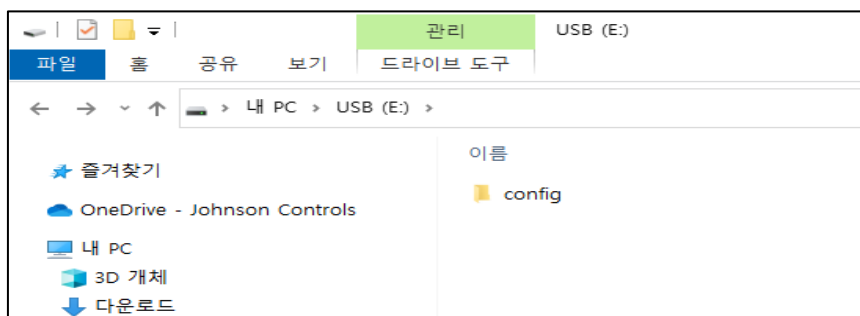 관리 USB (E:)
파일 홈 공유 보기 드라이브 도구
내 PC > USB (E:) >
이름
즐겨찾기
config
OneDrive - Johnson Controls
내 PC
3D 개체
다운로드